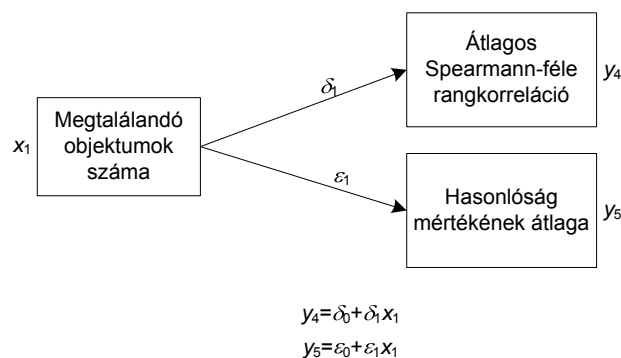 Átlagos
Spearmann-féle
rangkorreláció
y4
δ1
Megtalálandó
objektumok
száma
x1
ε1
Hasonlóság
mértékének átlaga
y5
y4=δ0+δ1x1
y5=ε0+ε1x1